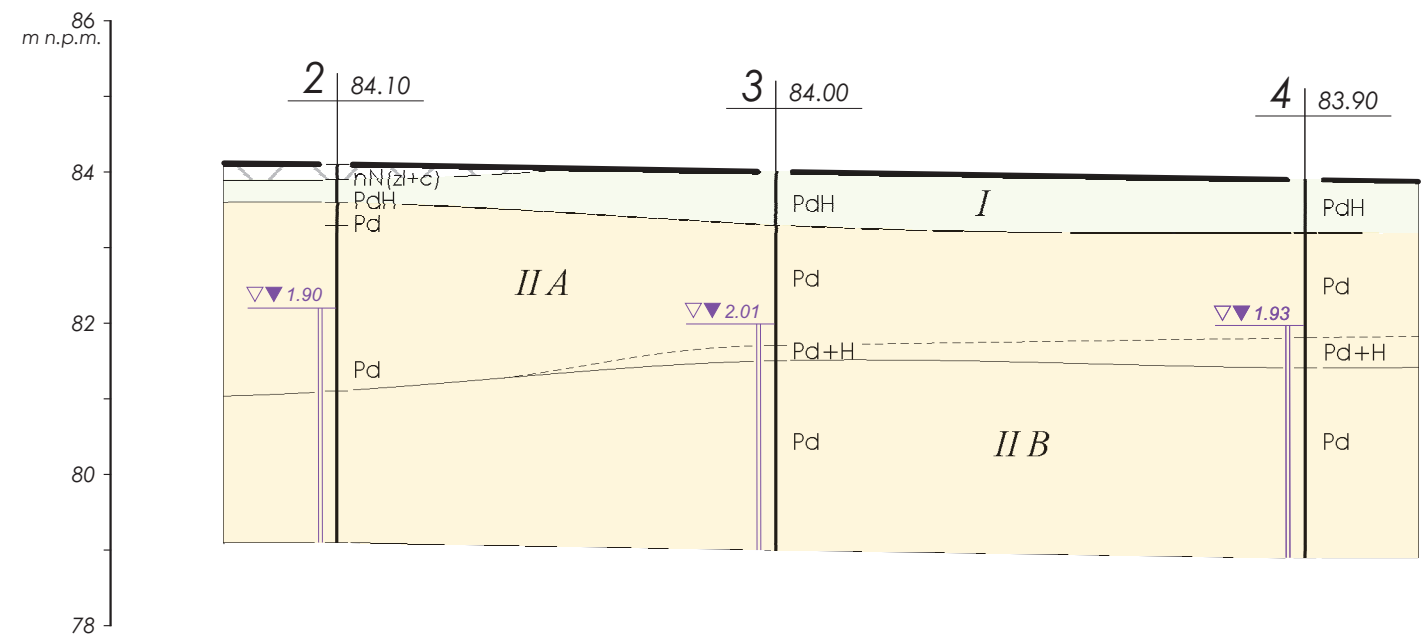 86
m n.p.m.
2 84.10
3 84.00
4 83.90
84
nN(zl+c)
PdH
Pd
PdH
I
PdH
II A
Pd
Pd
1.90
2.01
1.93
82
Pd
Pd+H
Pd+H
Pd
II B
Pd
80
78